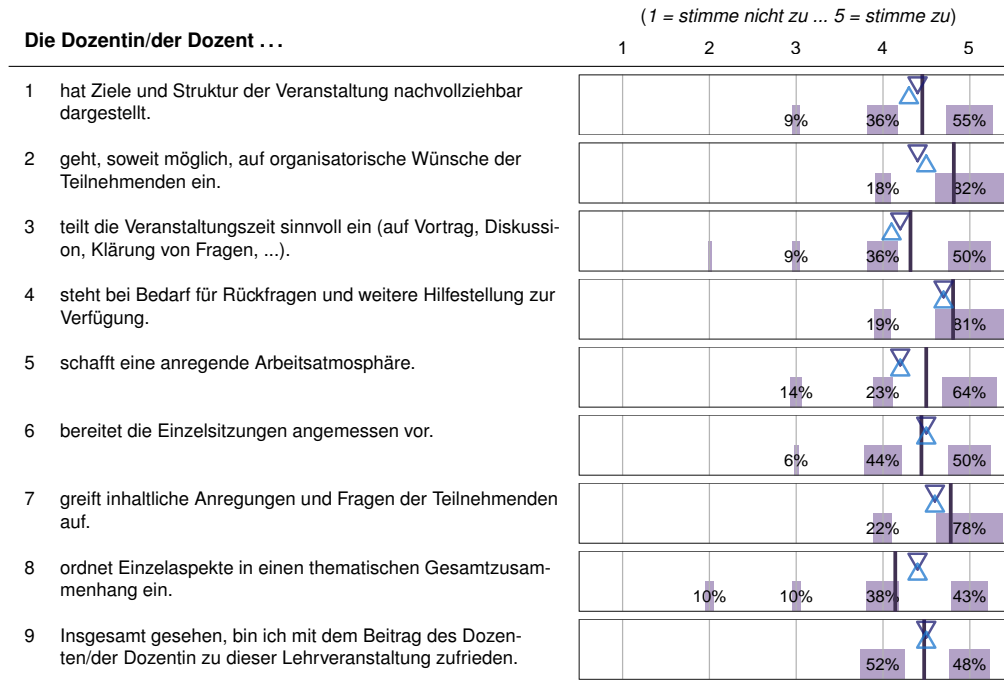 (1 = stimme nicht zu ... 5 = stimme zu)
Die Dozentin/der Dozent . . .
1 2 3 4 5
1 hat Ziele und Struktur der Veranstaltung nachvollziehbar
dargestellt.
9% 36% 55%
2 geht, soweit möglich, auf organisatorische Wünsche der
Teilnehmenden ein.
18% 82%
3 teilt die Veranstaltungszeit sinnvoll ein (auf Vortrag, Diskussi-
on, Klärung von Fragen, ...).
9% 36% 50%
4 steht bei Bedarf für Rückfragen und weitere Hilfestellung zur
Verfügung.
19% 81%
5 schafft eine anregende Arbeitsatmosphäre.
14% 23% 64%
6 bereitet die Einzelsitzungen angemessen vor.
6% 44% 50%
7 greift inhaltliche Anregungen und Fragen der Teilnehmenden
auf.
22% 78%
8 ordnet Einzelaspekte in einen thematischen Gesamtzusam-
menhang ein.
10% 10% 38% 43%
9 Insgesamt gesehen, bin ich mit dem Beitrag des Dozen-
ten/der Dozentin zu dieser Lehrveranstaltung zufrieden.
52% 48%